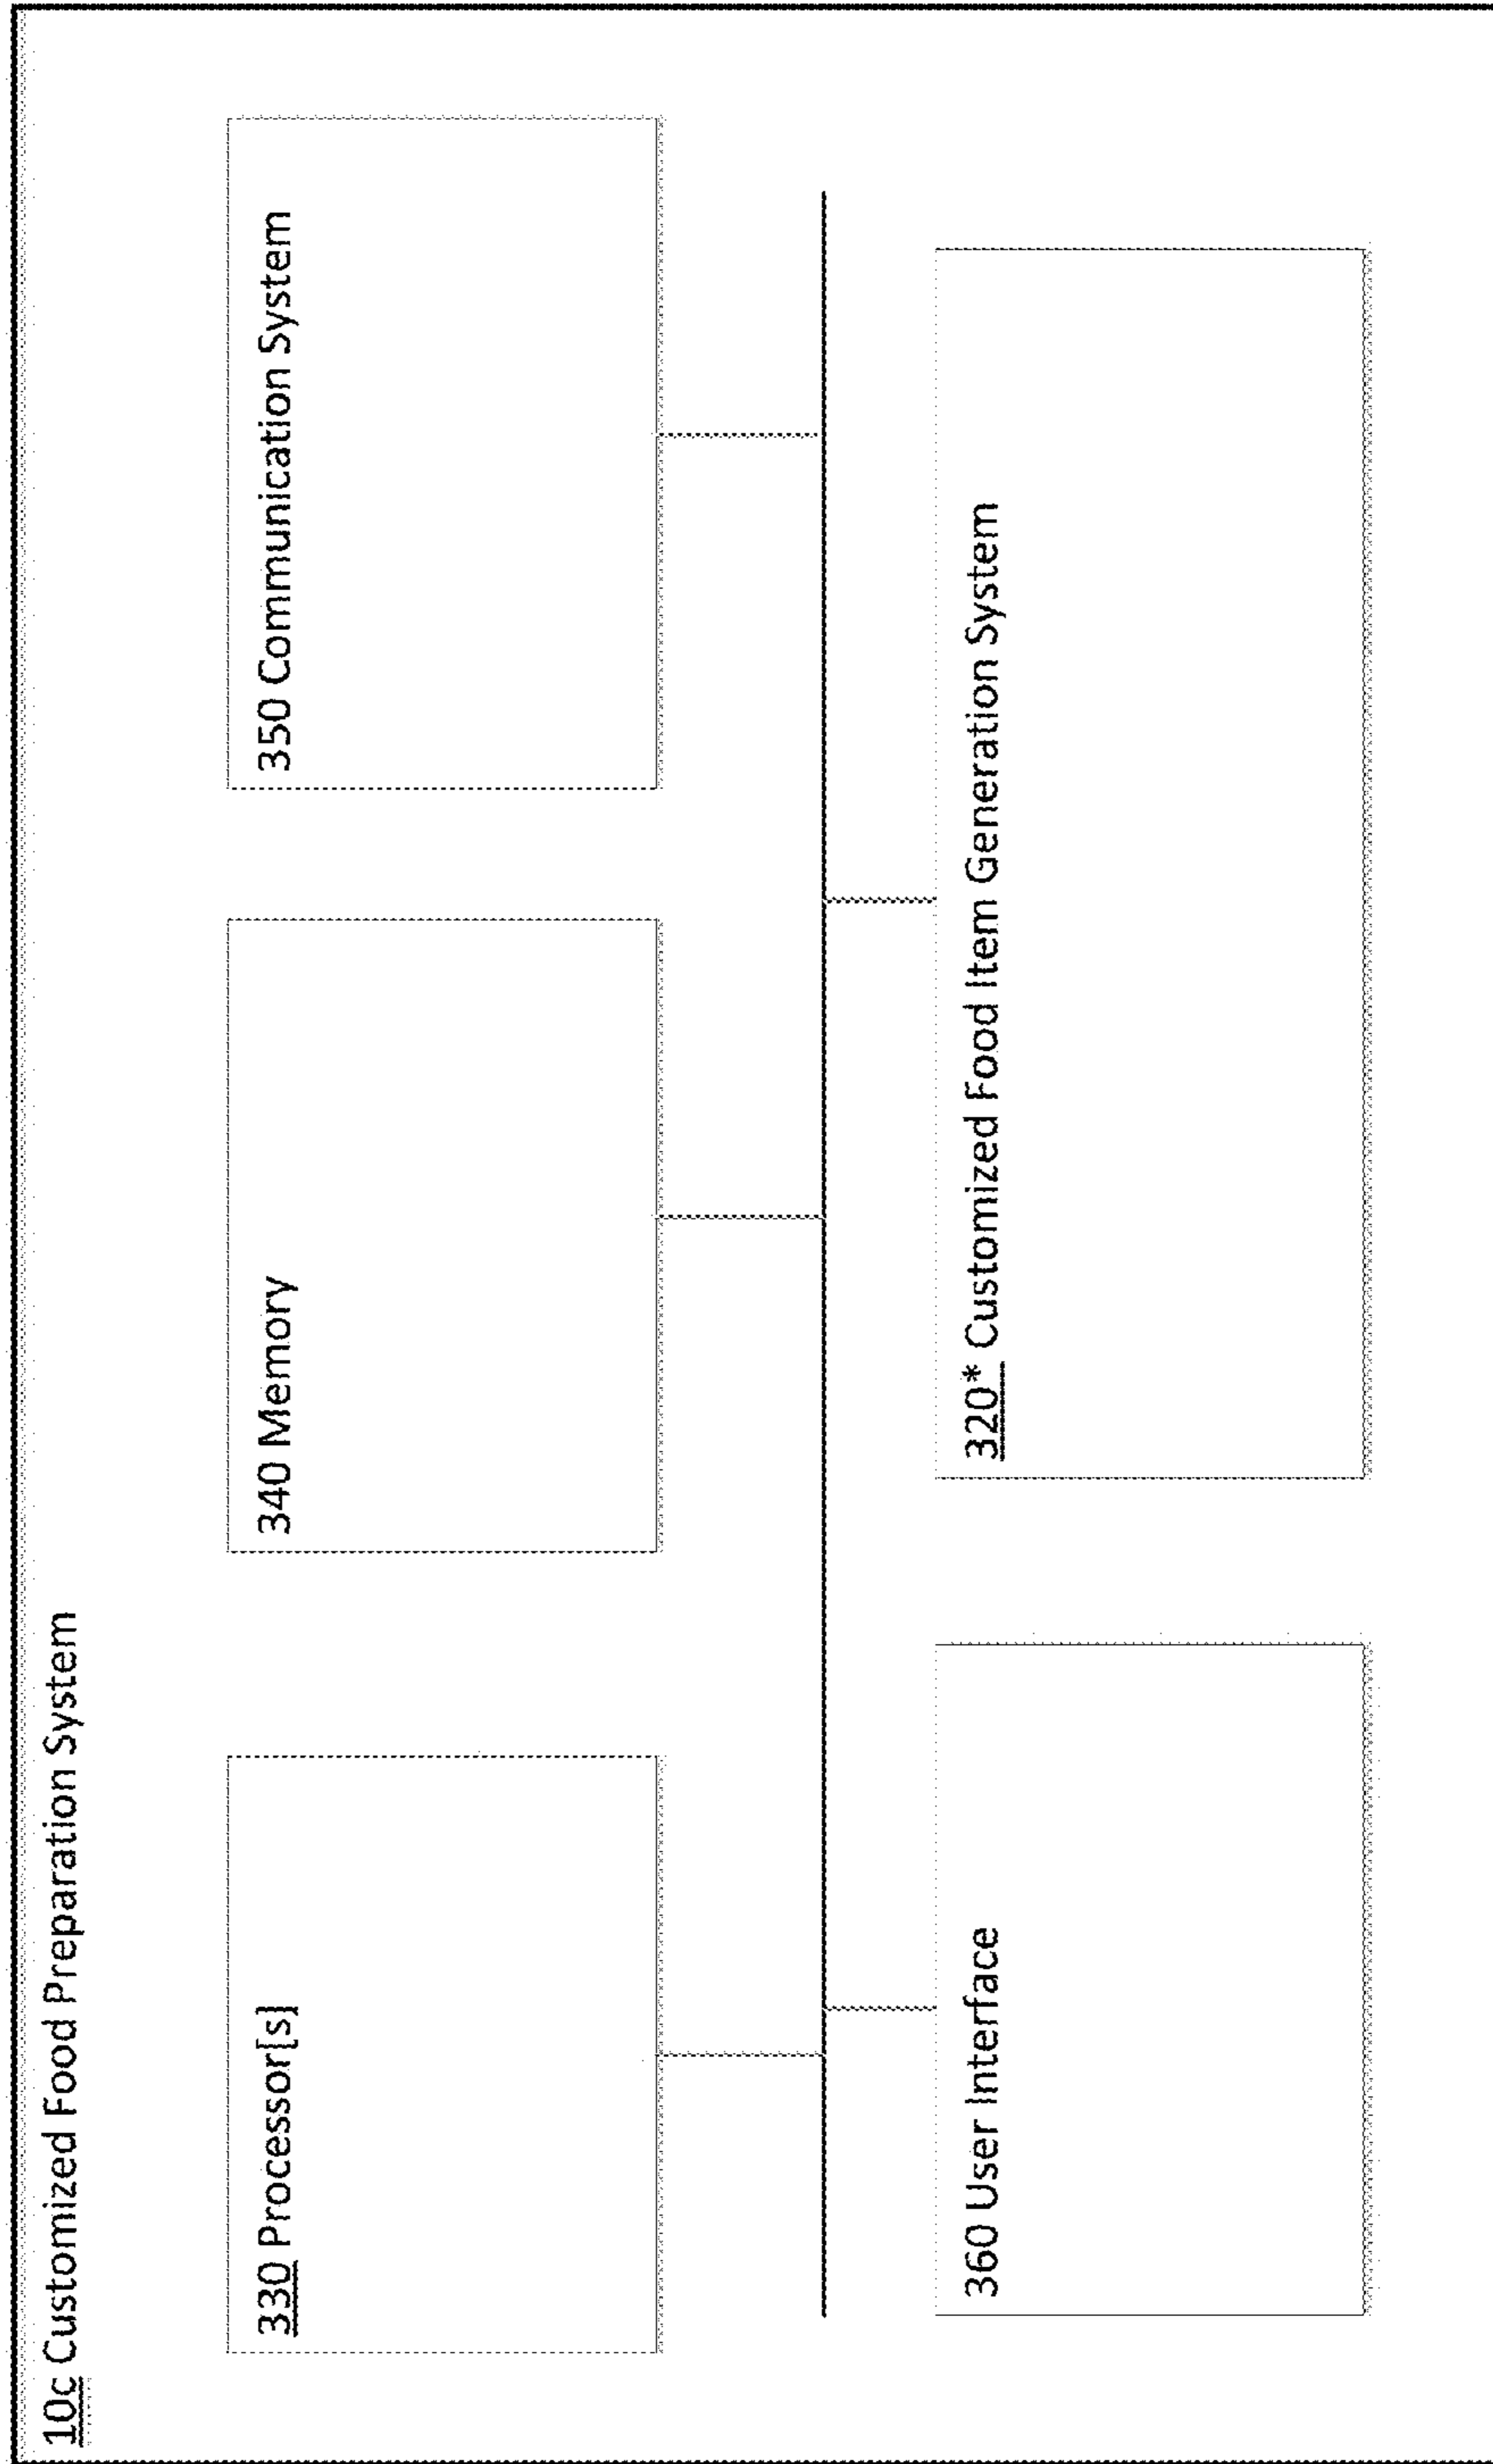 10c Customized Food Preparation System
330 Processor[s]
340 Memory
350 Communication System
360 User Interface
320* Customized Food Item Generation System